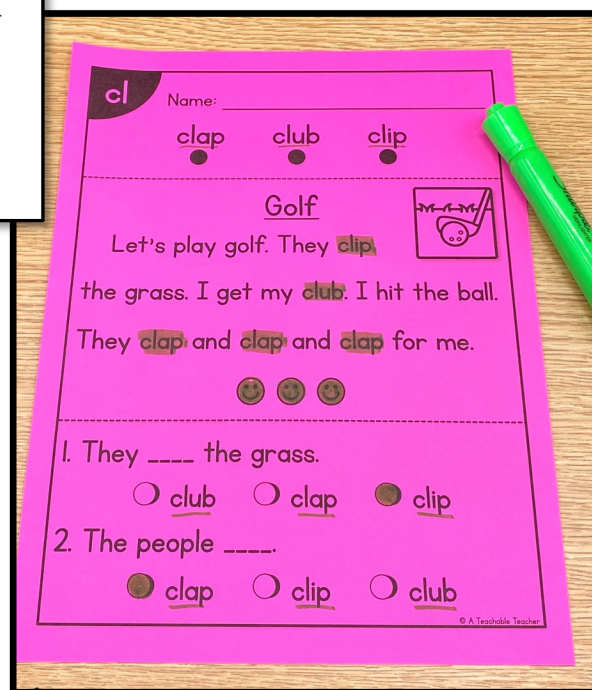 cl
Name:
clap club clip
Golf
Let's play golf. They clip
the grass. I get my club. I hit the ball.
They clap and clap and clap for me.
1. They ____ the grass.
club clap clip
2. The people ____.
clap clip club
© A Teachable Teacher